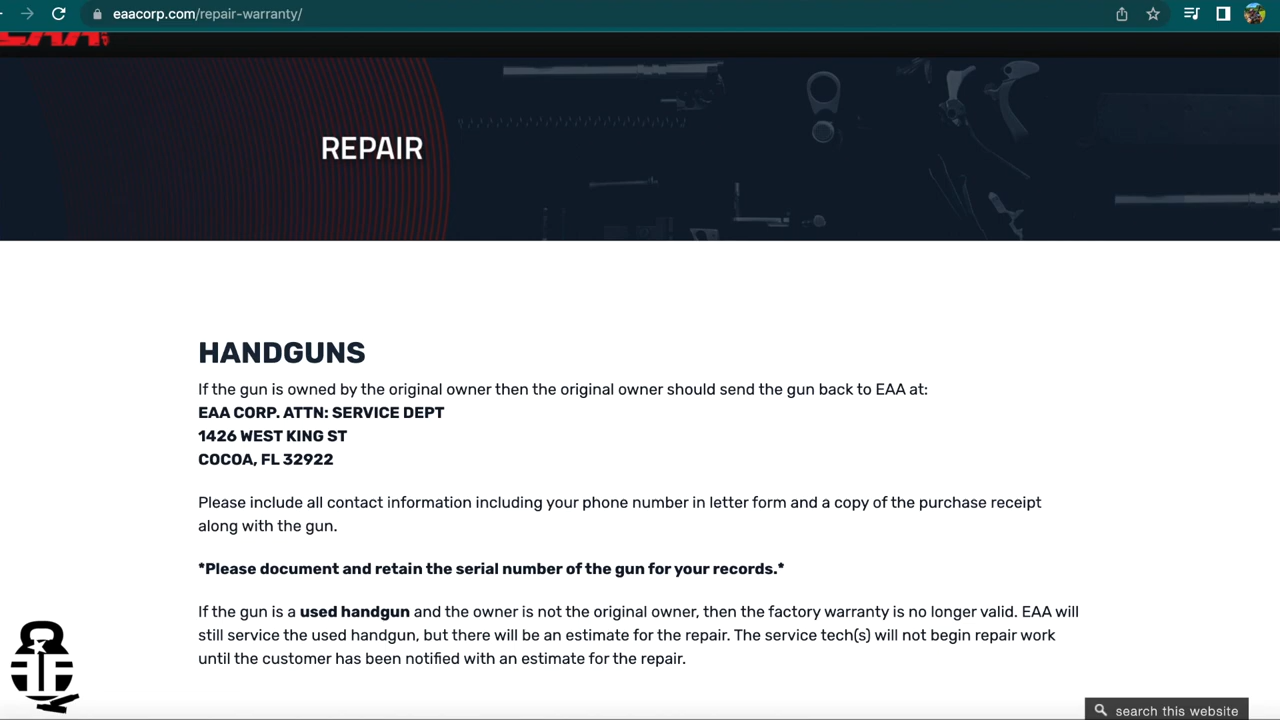 eaacorp.com/repair-warranty/
EAA
REPAIR
HANDGUNS
If the gun is owned by the original owner then the original owner should send the gun back to EAA at:
EAA CORP. ATTN: SERVICE DEPT
1426 WEST KING ST
COCOA, FL 32922
Please include all contact information including your phone number in letter form and a copy of the purchase receipt
along with the gun.
*Please document and retain the serial number of the gun for your records.*
If the gun is a used handgun and the owner is not the original owner, then the factory warranty is no longer valid. EAA will
still service the used handgun, but there will be an estimate for the repair. The service tech(s) will not begin repair work
until the customer has been notified with an estimate for the repair.
search this website